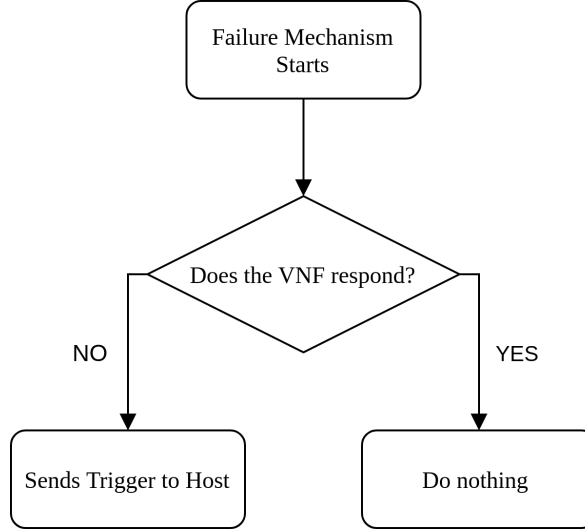 Failure Mechanism
Starts
Does the VNF respond?
NO
YES
Sends Trigger to Host
Do nothing